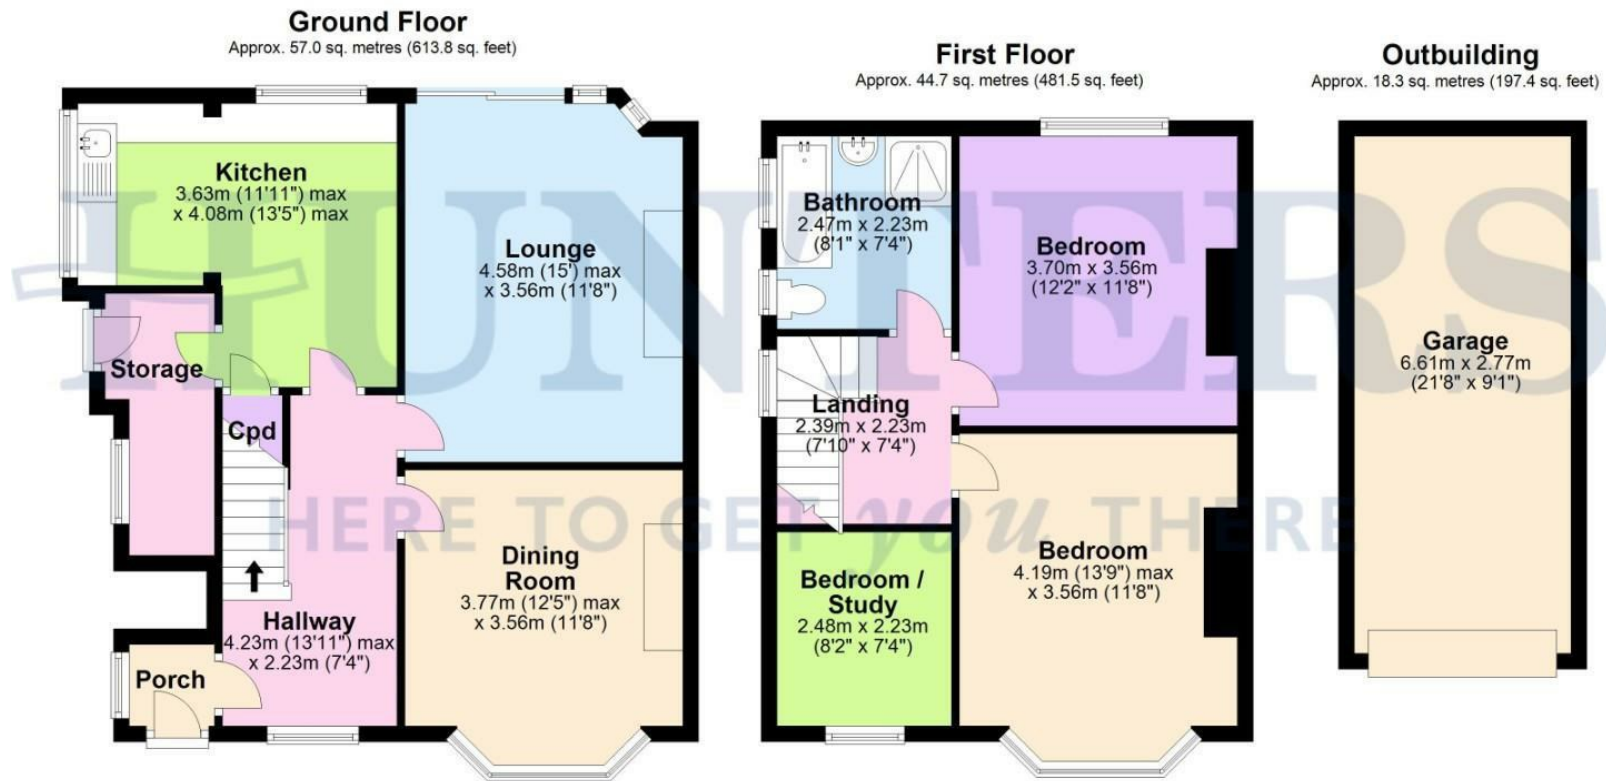 Ground Floor
Approx. 57.0 sq. metres (613.8 sq. feet)
Kitchen
3.63m (11'11") max
x 4.08m (13'5") max
Lounge
4.58m (15') max
x 3.56m (11'8")
Storage
Cpd
Dining
Room
3.77m (12'5") max
x 3.56m (11'8")
Hallway
4.23m (13'11") max
x 2.23m (7'4")
Porch
First Floor
Approx. 44.7 sq. metres (481.5 sq. feet)
Bathroom
2.47m x 2.23m
(8'1" x 7'4")
Bedroom
3.70m x 3.56m
(12'2" x 11'8")
Landing
2.39m x 2.23m
(7'10" x 7'4")
Bedroom /
Study
2.48m x 2.23m
(8'2" x 7'4")
Bedroom
4.19m (13'9") max
x 3.56m (11'8")
Outbuilding
Approx. 18.3 sq. metres (197.4 sq. feet)
Garage
6.61m x 2.77m
(21'8" x 9'1")
HUNTERS
HERE TO GET you THERE